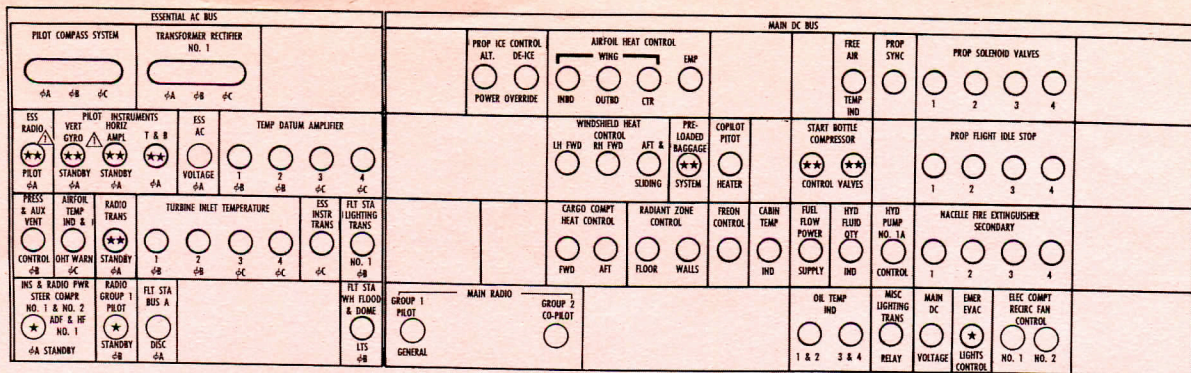 ESSENTIAL AC BUS
PILOT COMPASS SYSTEM
TRANSFORMER RECTIFIER
NO. 1
ϕA ϕB ϕC
ϕA ϕB ϕC
ESS
RADIO
PILOT
ϕA
PILOT INSTRUMENTS
VERT
GYRO
STANDBY
ϕA
HORIZ
AMPL
STANDBY
ϕA
T & B
ϕA
ESS
AC
VOLTAGE
ϕA
TEMP DATUM AMPLIFIER
1 2 3 4
ϕB ϕB ϕC ϕC
PRESS
& AUX
VENT
CONTROL
ϕB
AIRFOIL
TEMP
IND &
OHT WARN
ϕC
RADIO
TRANS
STANDBY
ϕA
TURBINE INLET TEMPERATURE
1 2 3 4
ϕB ϕB ϕC ϕC
ESS
INSTR
TRANS
ϕC
FLT STA
LIGHTING
TRANS
NO. 1
ϕB
INS & RADIO PWR
STEER COMPR
NO. 1 & NO. 2
ADF & HF
NO. 1
ϕA STANDBY
RADIO
GROUP 1
PILOT
STANDBY
ϕB
FLT STA
BUS A
DISC
ϕA
FLT STA
WH FLOOD
& DOME
LTS
ϕB
MAIN DC BUS
PROP ICE CONTROL
ALT. DE-ICE
POWER OVERRIDE
AIRFOIL HEAT CONTROL
WING
EMP
INBD OUTBD CTR
FREE
AIR
TEMP
IND
PROP
SYNC
PROP SOLENOID VALVES
1 2 3 4
WINDSHIELD HEAT
CONTROL
LH FWD RH FWD AFT &
SLIDING
PRE-
LOADED
BAGGAGE
SYSTEM
COPILOT
PITOT
HEATER
START BOTTLE
COMPRESSOR
CONTROL VALVES
PROP FLIGHT IDLE STOP
1 2 3 4
CARGO COMPT
HEAT CONTROL
FWD AFT
RADIANT ZONE
CONTROL
FLOOR WALLS
FREON
CONTROL
CABIN
TEMP
IND
FUEL
FLOW
POWER
SUPPLY
HYD
FLUID
QTY
IND
HYD
PUMP
NO. 1A
CONTROL
NACELLE FIRE EXTINGUISHER
SECONDARY
1 2 3 4
MAIN RADIO
GROUP 1
PILOT
GENERAL
GROUP 2
CO-PILOT
OIL TEMP
IND
1 & 2 3 & 4
MISC
LIGHTING
TRANS
RELAY
MAIN
DC
VOLTAGE
EMER
EVAC
LIGHTS
CONTROL
ELEC COMPT
RECIRC FAN
CONTROL
NO. 1 NO. 2